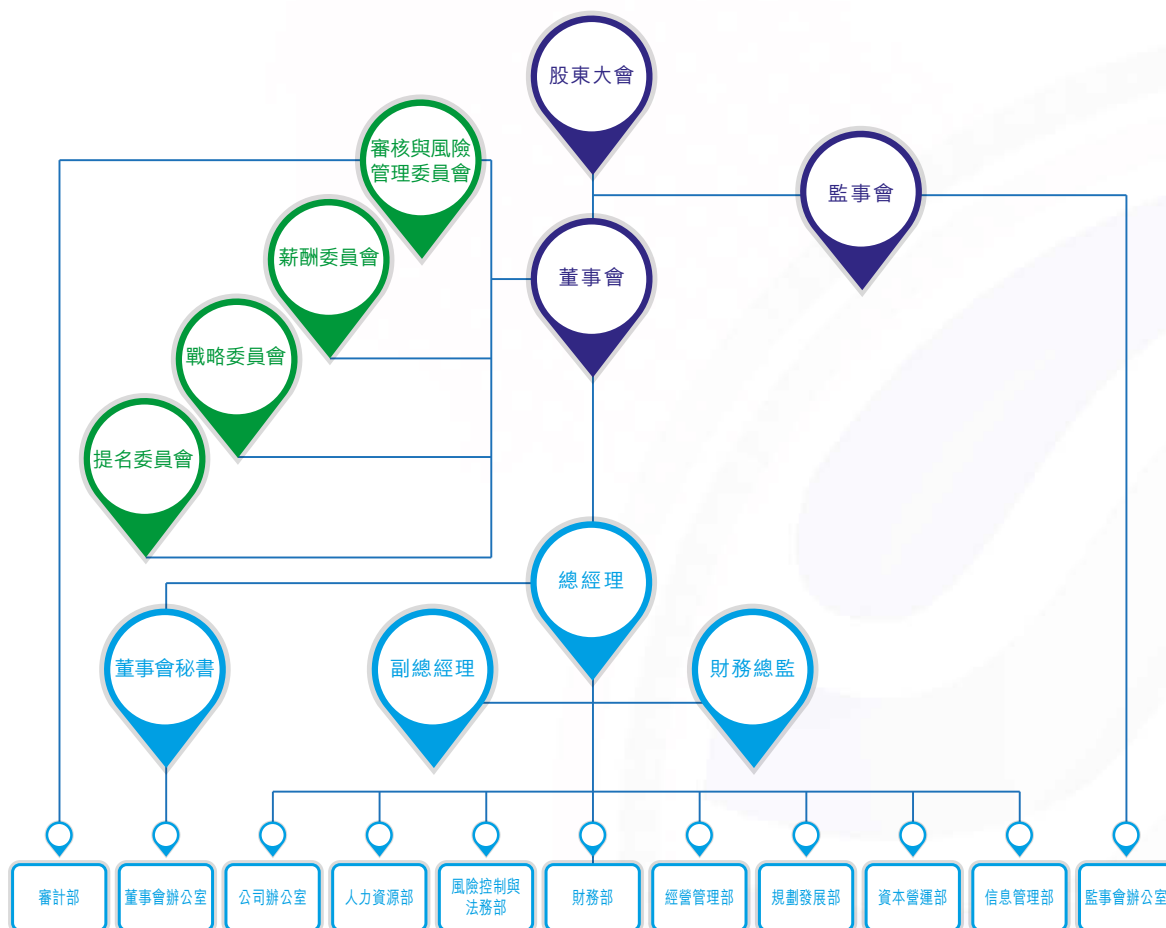 股東大會
審核與風險
管理委員會
監事會
薪酬委員會
董事會
戰略委員會
提名委員會
總經理
董事會秘書
副總經理
財務總監
審計部
董事會辦公室
公司辦公室
人力資源部
風險控制與
法務部
財務部
經營管理部
規劃發展部
資本營運部
信息管理部
監事會辦公室